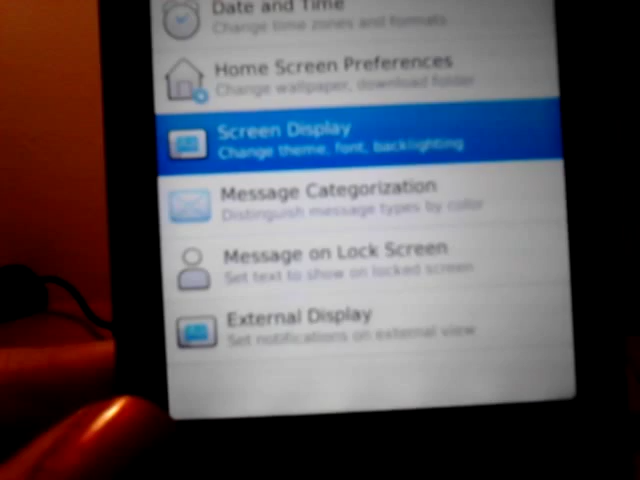 Date and Time
Change time zones and formats
Home Screen Preferences
Change wallpaper, download folder
Screen Display
Change theme, font, backlighting
Message Categorization
Distinguish message types by color
Message on Lock Screen
Set text to show on locked screen
External Display
Set notifications on external view